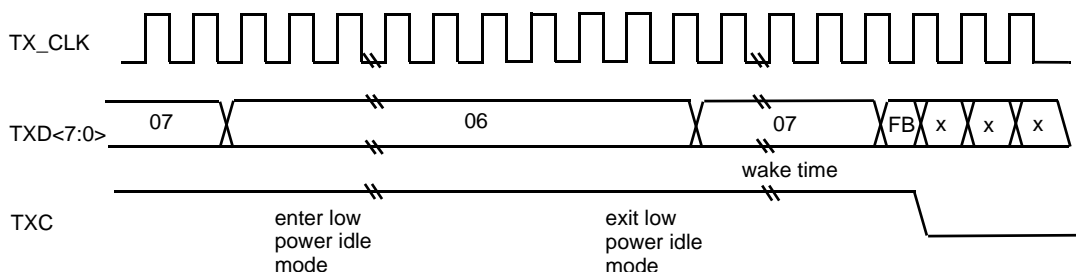 TX_CLK
TXD<7:0>
07
06
07
FB
x
x
x
wake time
TXC
enter low
power idle
mode
exit low
power idle
mode